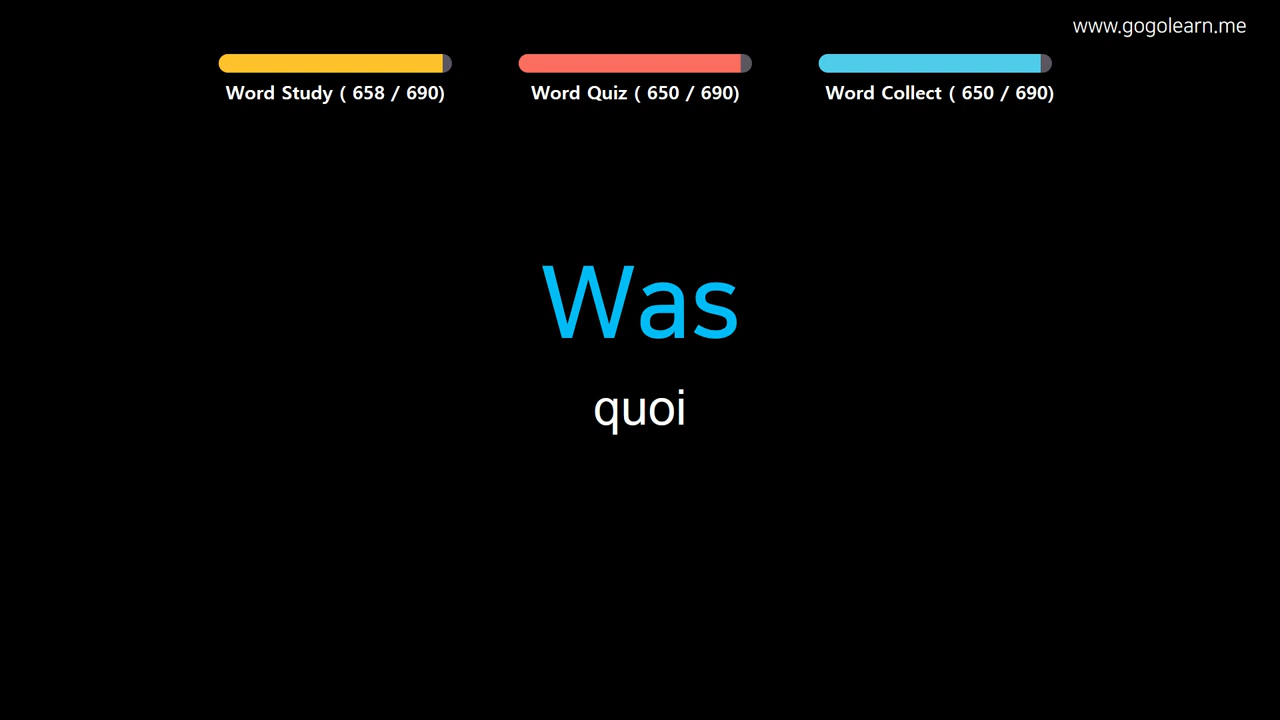 www.gogolearn.me
Word Study ( 658 / 690)
Word Quiz ( 650 / 690)
Word Collect ( 650 / 690)
Was
quoi